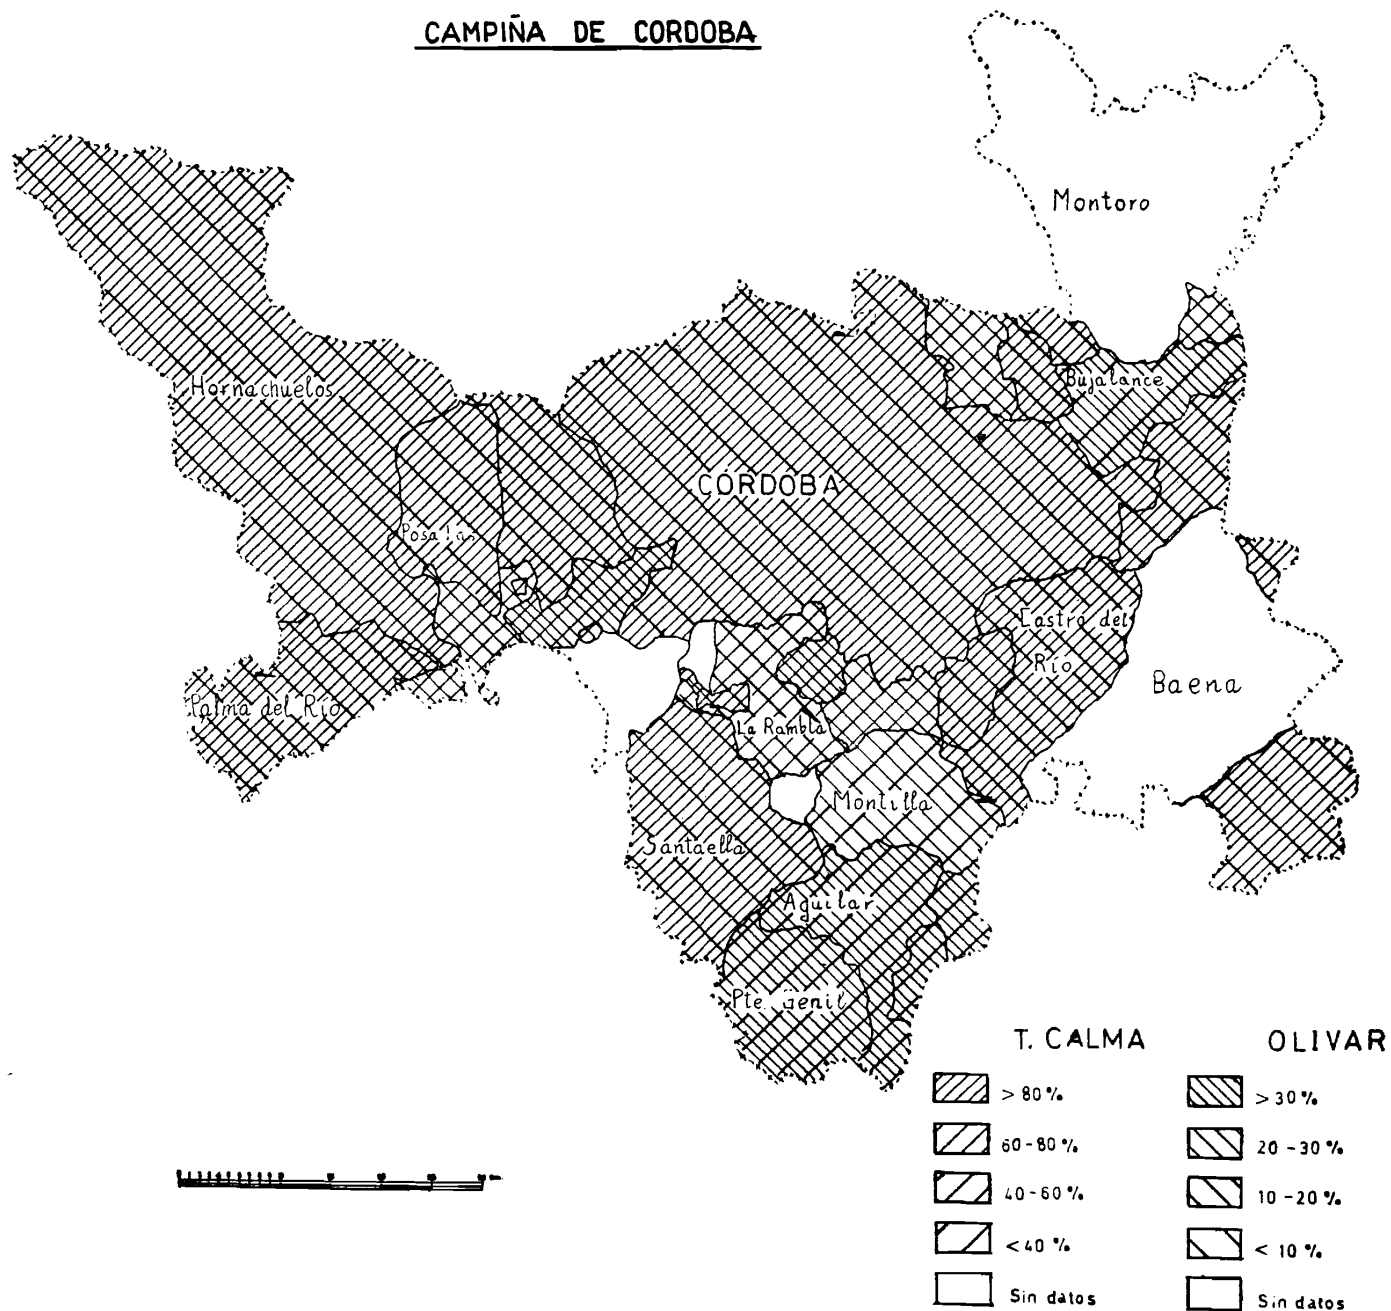 CAMPIÑA DE CORDOBA
Montoro
Hornachuelos
Bujalance
CORDOBA
Posadas
Castro del
Río
Baena
Palma del Río
La Rambla
Montilla
Santaella
Aguilar
Pte. Genil
T. CALMA
OLIVAR
> 80 %
> 30 %
60 - 80 %
20 - 30 %
40 - 60 %
10 - 20 %
< 40 %
< 10 %
Sin datos
Sin datos